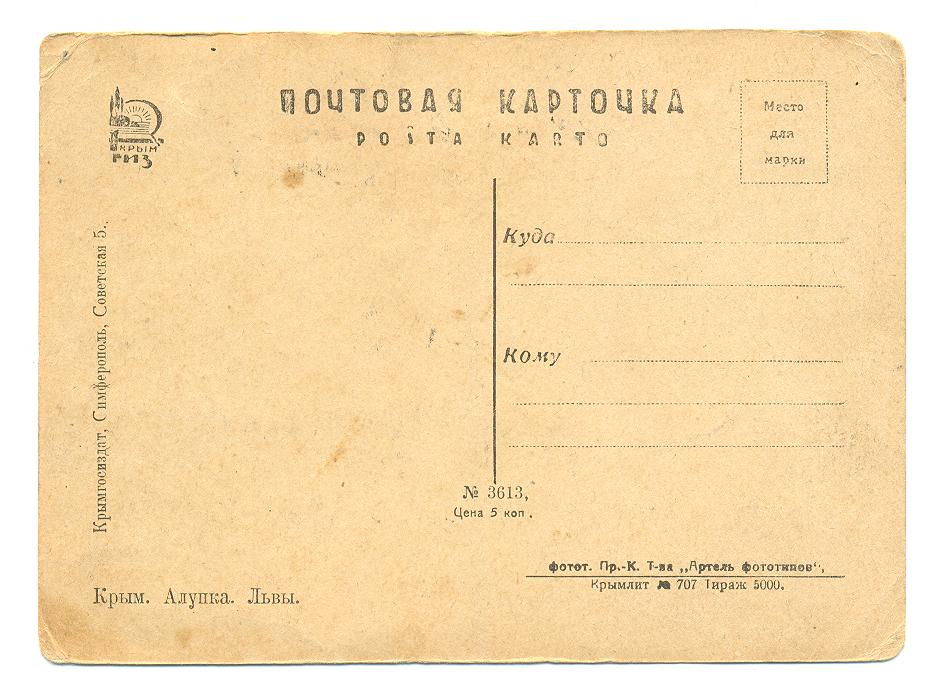 ПОЧТОВАЯ КАРТОЧКА
POŜTA KARTO
Место
для
марки
КРЫМ
ГИЗ
Куда
Кому
Крымгосиздат, Симферополь, Советская 5.
№ 3613,
Цена 5 коп.
фотот. Пр.-К. Т-ва „Артель фототипов“,
Крымлит № 707 Тираж 5000.
Крым. Алупка. Львы.